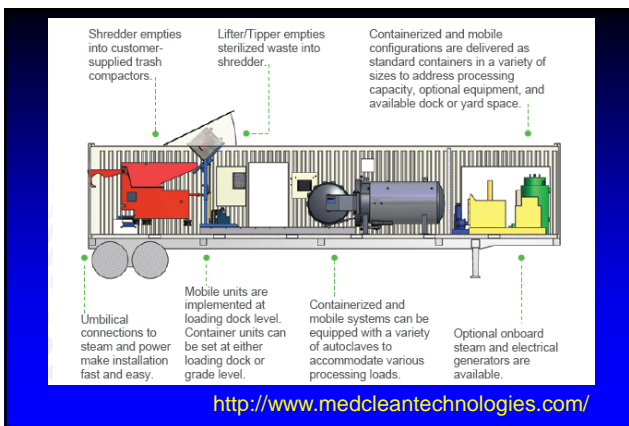 Shredder empties
into customer-
supplied trash
compactors.
Lifter/Tipper empties
sterilized waste into
shredder.
Containerized and mobile
configurations are delivered as
standard containers in a variety of
sizes to address processing
capacity, optional equipment, and
available dock or yard space.
Umbilical
connections to
steam and power
make installation
fast and easy.
Mobile units are
implemented at
loading dock level.
Container units can
be set at either
loading dock or
grade level.
Containerized and
mobile systems can be
equipped with a variety
of autoclaves to
accommodate various
processing loads.
Optional onboard
steam and electrical
generators are
available.
http://www.medcleantechnologies.com/